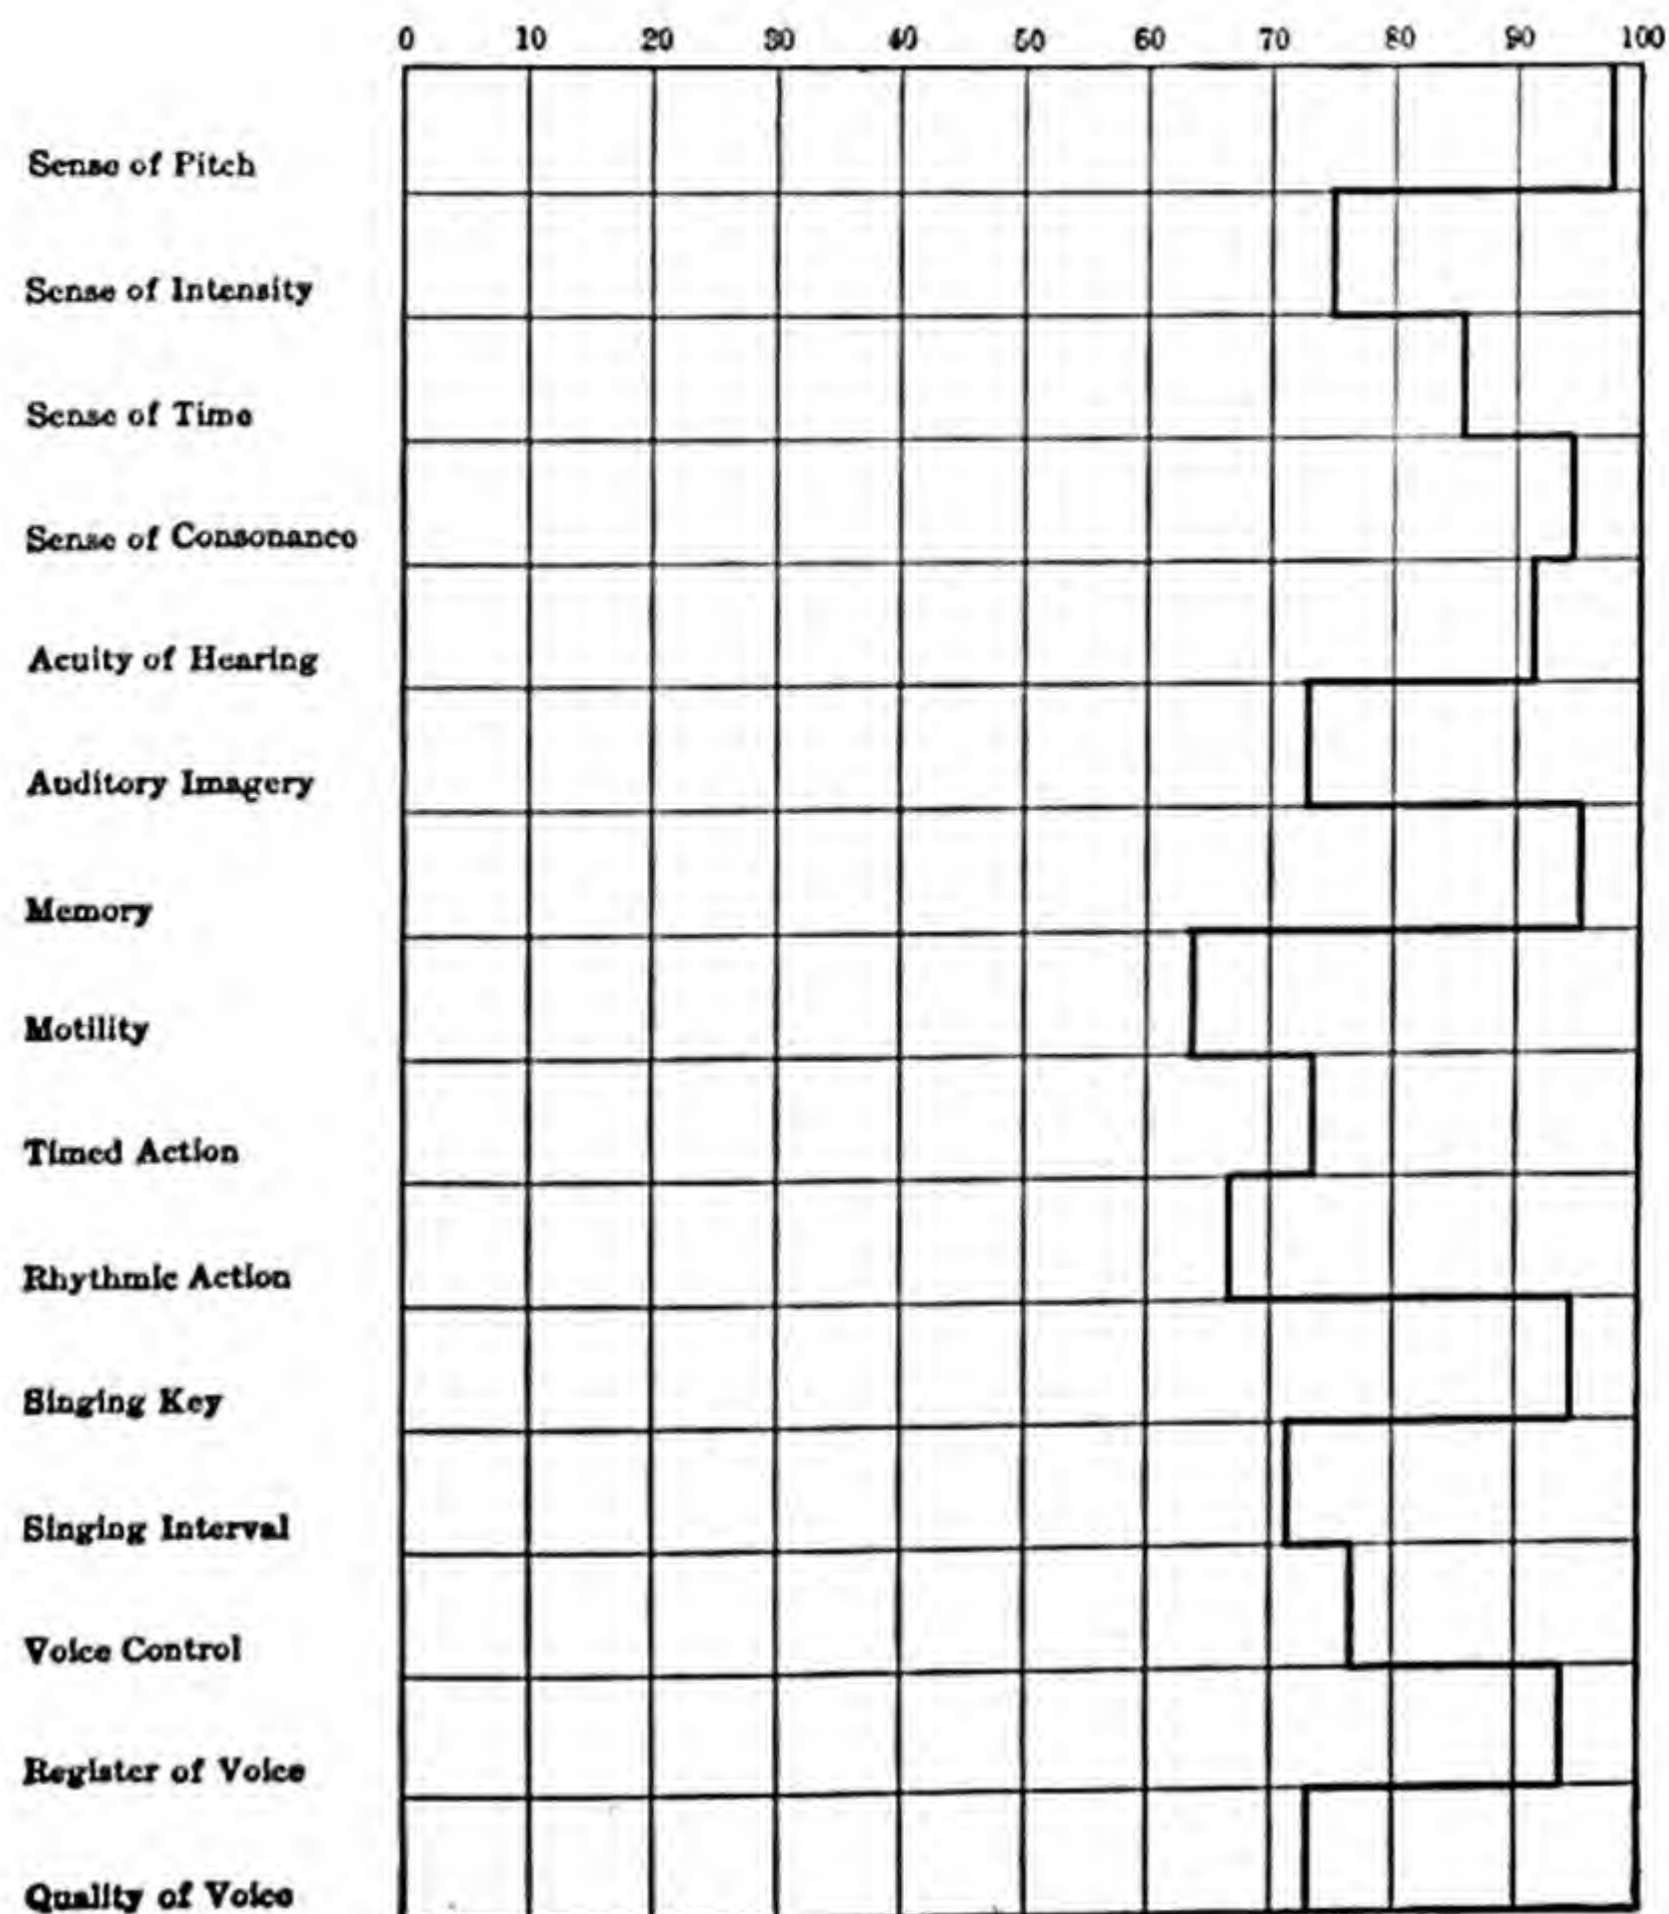 0 10 20 30 40 50 60 70 80 90 100
Sense of Pitch
Sense of Intensity
Sense of Time
Sense of Consonance
Acuity of Hearing
Auditory Imagery
Memory
Motility
Timed Action
Rhythmic Action
Singing Key
Singing Interval
Voice Control
Register of Voice
Quality of Voice